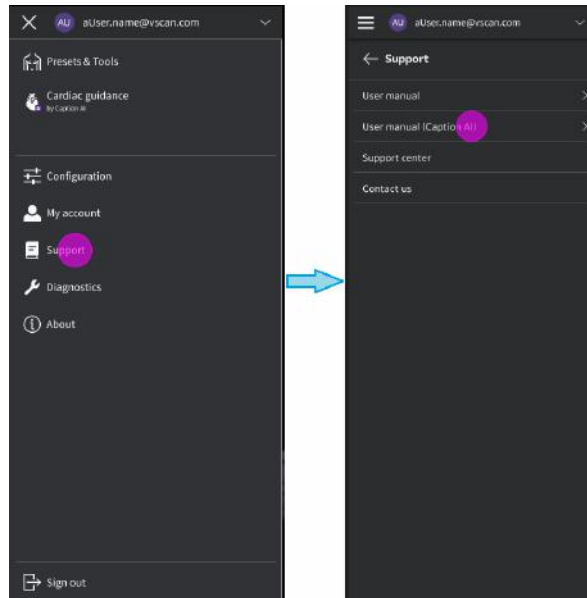 AU aUser.name@vscan.com
Presets & Tools
Cardiac guidance
by Caption AI
Configuration
My account
Support
Diagnostics
About
Sign out
AU aUser.name@vscan.com
Support
User manual
User manual (Caption AI)
Support center
Contact us